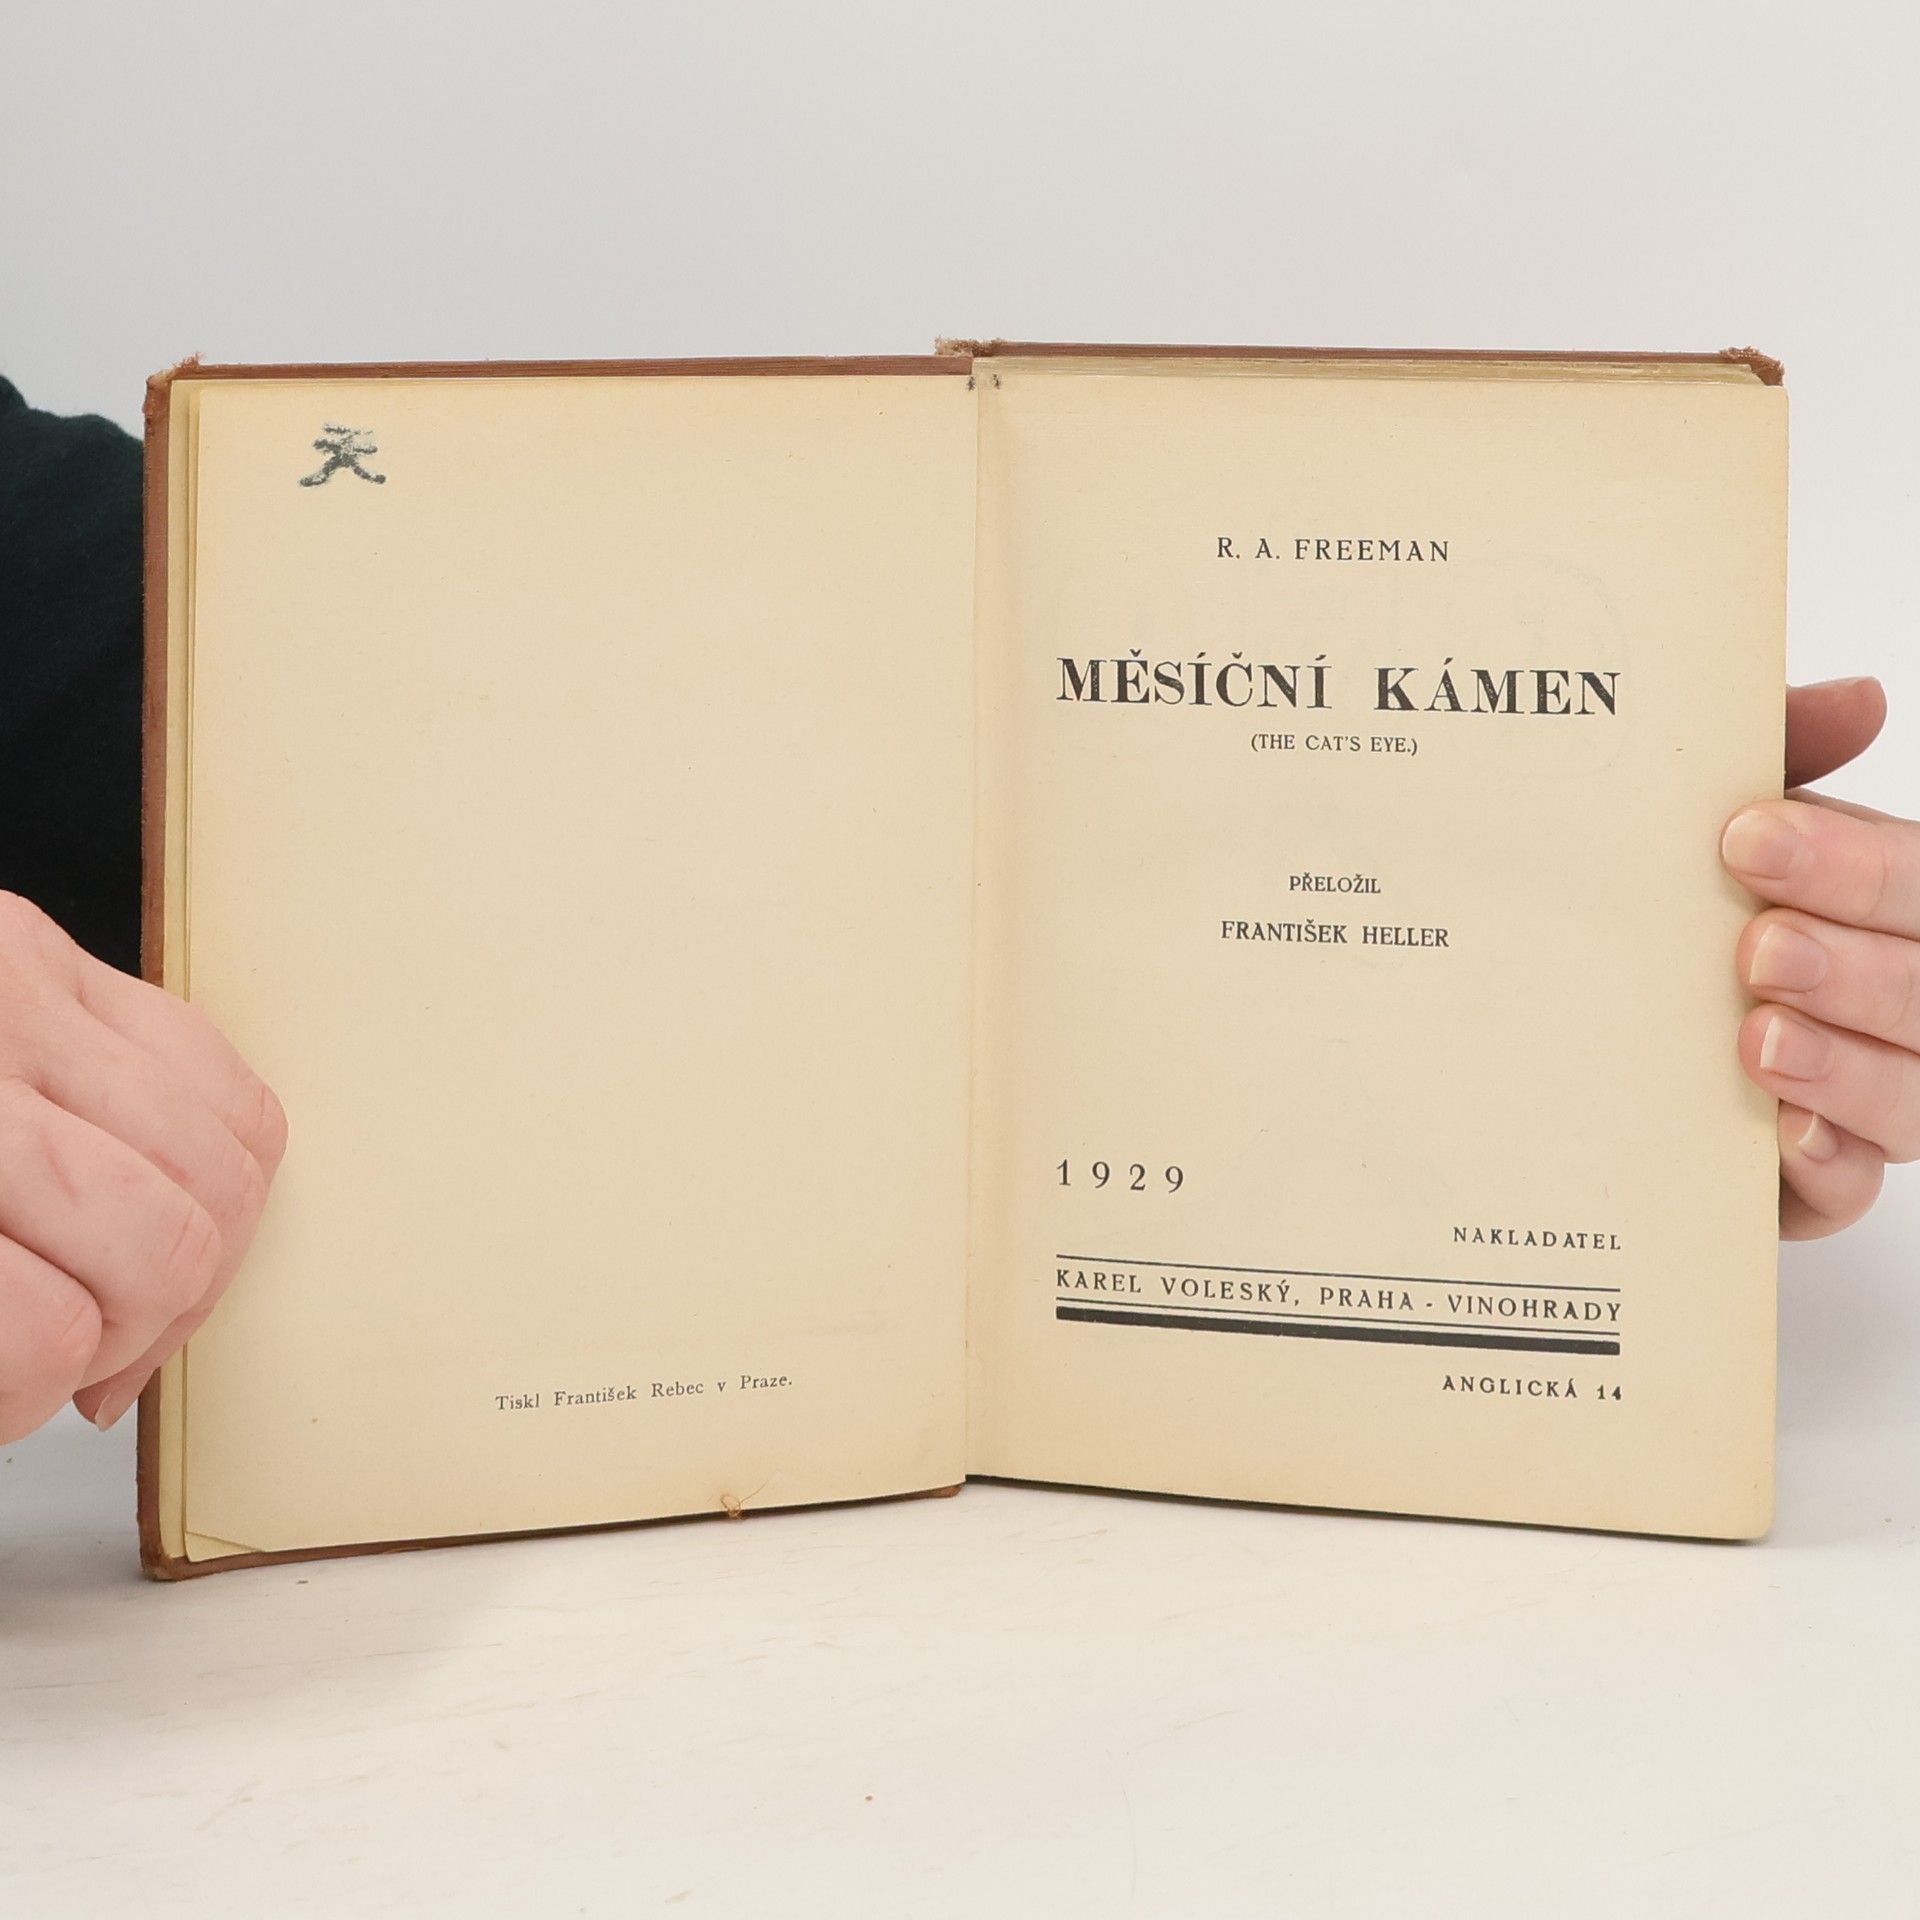 Tiskl František Rebec v Praze.
R. A. FREEMAN
MĚSÍČNÍ KÁMEN
(THE CAT'S EYE.)
PŘELOŽIL
FRANTIŠEK HELLER
1929
NAKLADATEL
KAREL VOLESKÝ, PRAHA - VINOHRADY
ANGLICKÁ 14